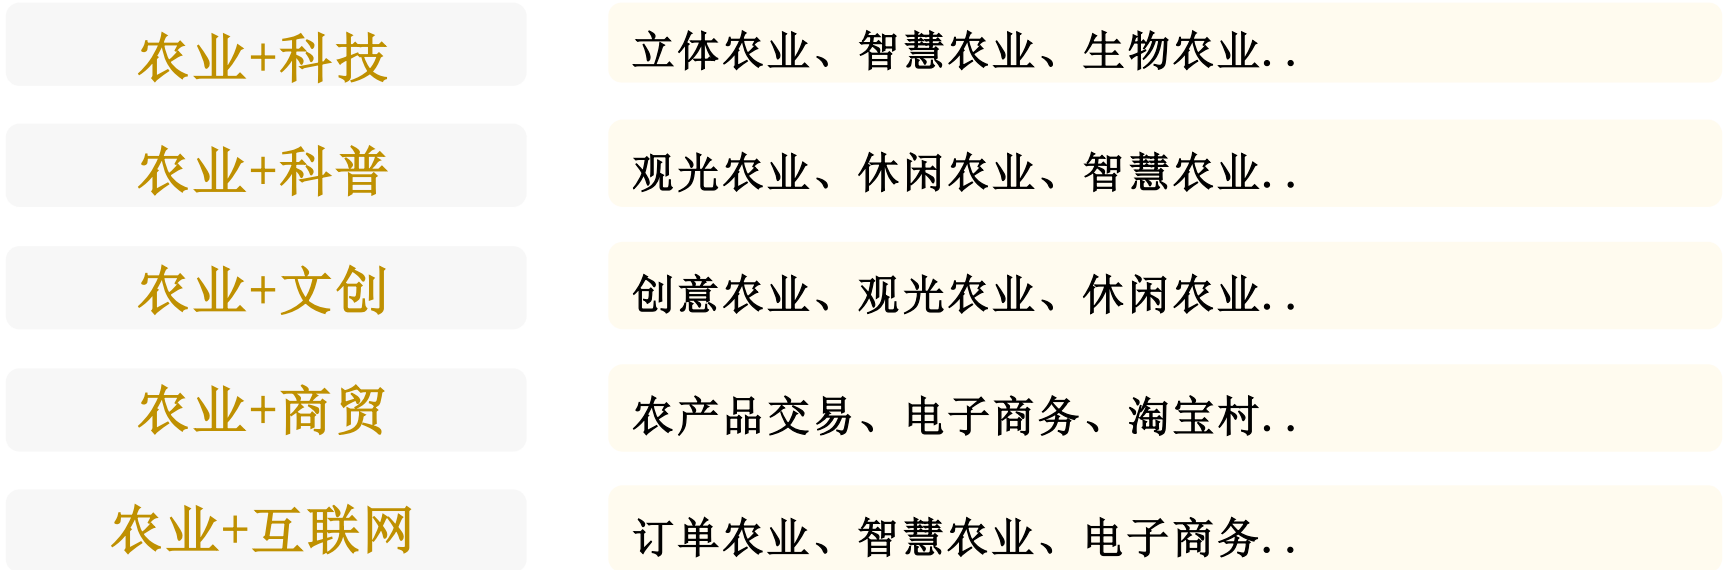 农业+科技
立体农业、智慧农业、生物农业..
农业+科普
观光农业、休闲农业、智慧农业..
农业+文创
创意农业、观光农业、休闲农业..
农业+商贸
农产品交易、电子商务、淘宝村..
农业+互联网
订单农业、智慧农业、电子商务..